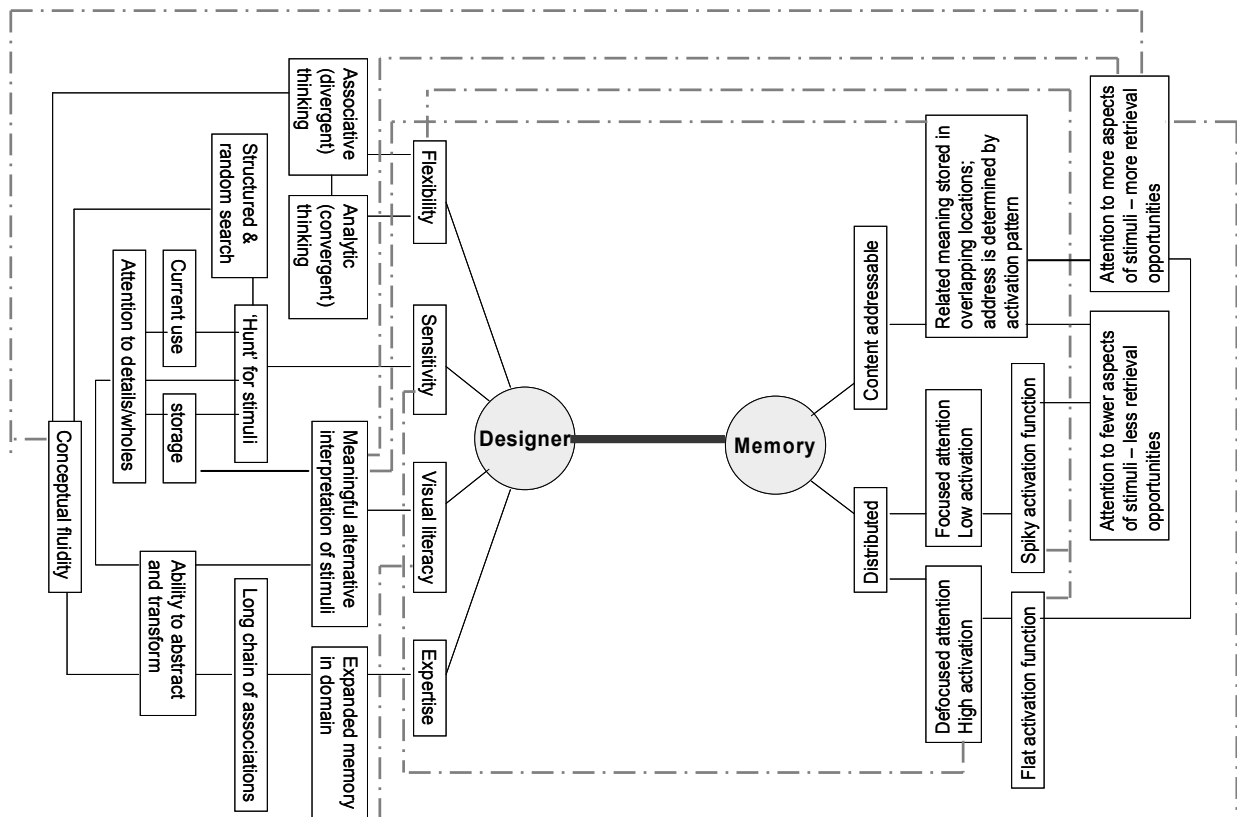 Designer
Memory
Flexibility
Associative
(divergent)
thinking
Analytic
(convergent)
thinking
Sensitivity
'Hunt' for stimuli
Structured &
random search
Current use
storage
Attention to details/wholes
Visual literacy
Meaningful alternative
interpretation of stimuli
Ability to abstract
and transform
Expertise
Expanded memory
in domain
Long chain of associations
Conceptual fluidity
Content addressable
Related meaning stored in
overlapping locations;
address is determined by
activation pattern
Attention to more aspects
of stimuli – more retrieval
opportunities
Attention to fewer aspects
of stimuli – less retrieval
opportunities
Distributed
Focused attention
Low activation
Spiky activation function
Defocused attention
High activation
Flat activation function